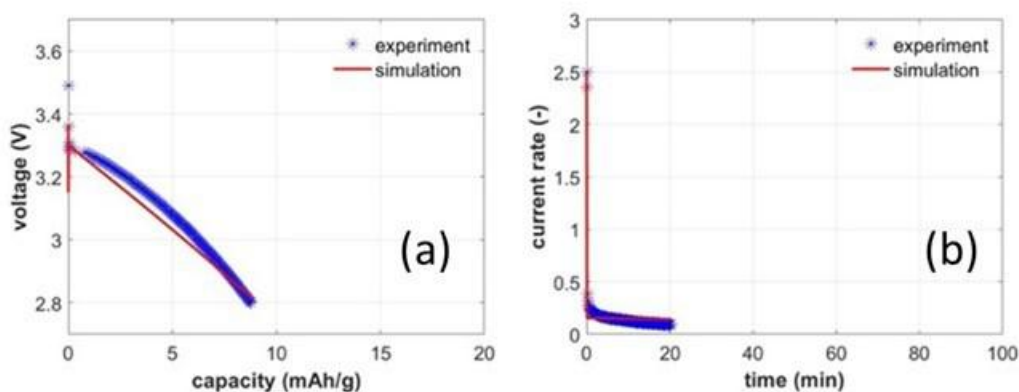 3.6
3.4
3.2
3
2.8
voltage (V)
experiment
simulation
(a)
0
5
10
15
20
capacity (mAh/g)
3
2.5
2
1.5
1
0.5
0
current rate (-)
experiment
simulation
(b)
0
20
40
60
80
100
time (min)